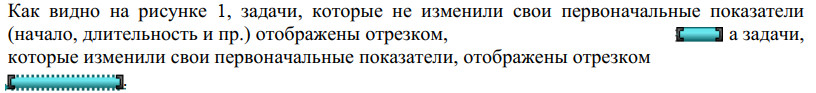 Как видно на рисунке 1, задачи, которые не изменили свои первоначальные показатели
(начало, длительность и пр.) отображены отрезком, а задачи,
которые изменили свои первоначальные показатели, отображены отрезком